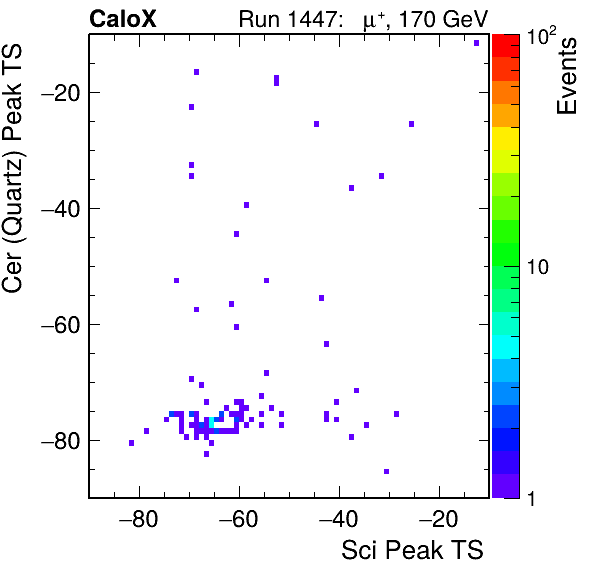 CaloX Run 1447: μ⁺, 170 GeV
Cer (Quartz) Peak TS
−20
−40
−60
−80
−80 −60 −40 −20
Sci Peak TS
10²
10
1
Events